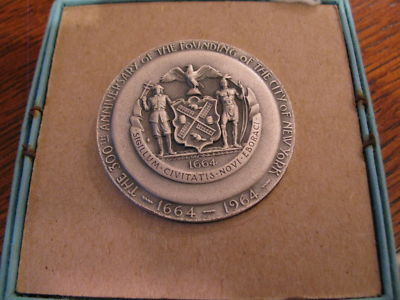 THE 300th ANNIVERSARY OF THE FOUNDING OF THE CITY OF NEW YORK
— 1664 — 1964 —
SIGILLUM · CIVITATIS · NOVI · EBORACI
1664